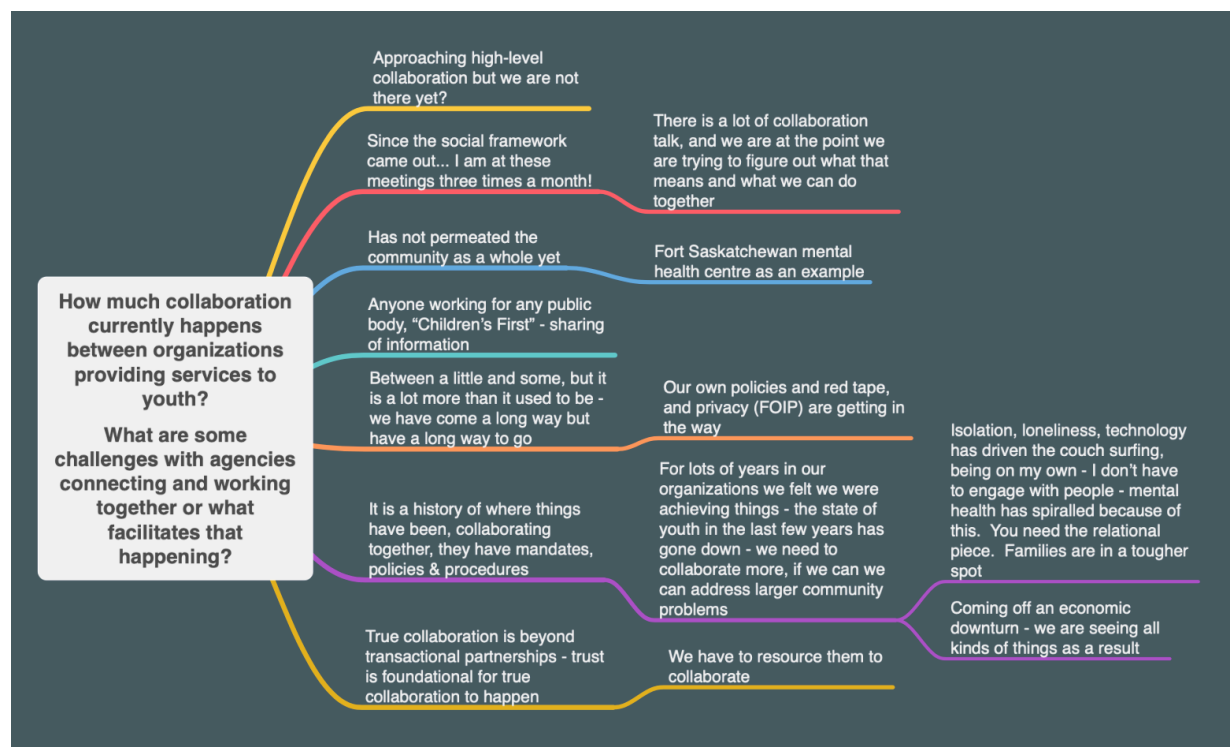 How much collaboration
currently happens
between organizations
providing services to
youth?
What are some
challenges with agencies
connecting and working
together or what
facilitates that
happening?
Approaching high-level
collaboration but we are not
there yet?
Since the social framework
came out... I am at these
meetings three times a month!
There is a lot of collaboration
talk, and we are at the point we
are trying to figure out what that
means and what we can do
together
Has not permeated the
community as a whole yet
Fort Saskatchewan mental
health centre as an example
Anyone working for any public
body, “Children’s First” - sharing
of information
Between a little and some, but it
is a lot more than it used to be -
we have come a long way but
have a long way to go
Our own policies and red tape,
and privacy (FOIP) are getting in
the way
It is a history of where things
have been, collaborating
together, they have mandates,
policies & procedures
For lots of years in our
organizations we felt we were
achieving things - the state of
youth in the last few years has
gone down - we need to
collaborate more, if we can we
can address larger community
problems
Isolation, loneliness, technology
has driven the couch surfing,
being on my own - I don’t have
to engage with people - mental
health has spiralled because of
this.  You need the relational
piece.  Families are in a tougher
spot
Coming off an economic
downturn - we are seeing all
kinds of things as a result
True collaboration is beyond
transactional partnerships - trust
is foundational for true
collaboration to happen
We have to resource them to
collaborate